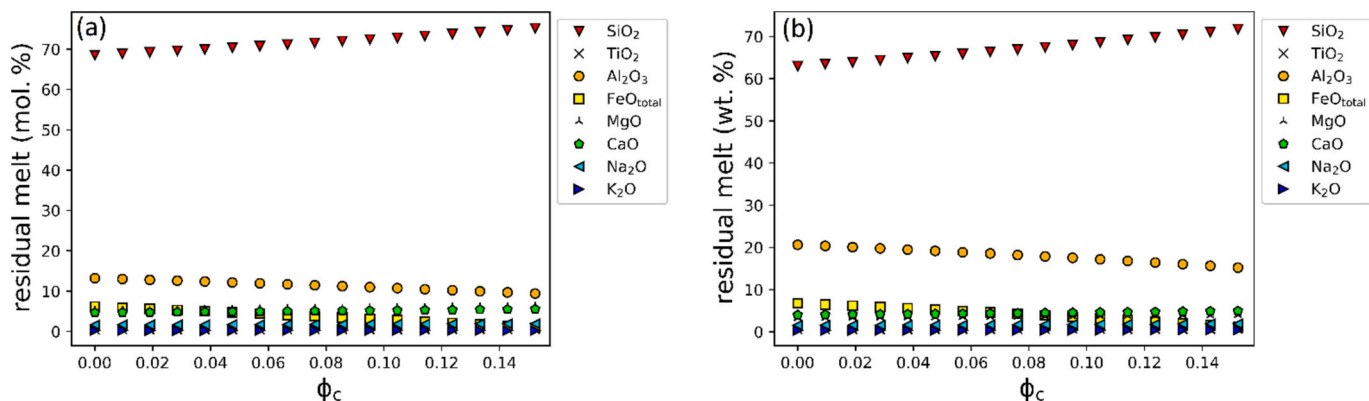 (a)
residual melt (mol. %)
70
60
50
40
30
20
10
0
0.00 0.02 0.04 0.06 0.08 0.10 0.12 0.14
ϕc
SiO2
TiO2
Al2O3
FeOtotal
MgO
CaO
Na2O
K2O
(b)
residual melt (wt. %)
70
60
50
40
30
20
10
0
0.00 0.02 0.04 0.06 0.08 0.10 0.12 0.14
ϕc
SiO2
TiO2
Al2O3
FeOtotal
MgO
CaO
Na2O
K2O